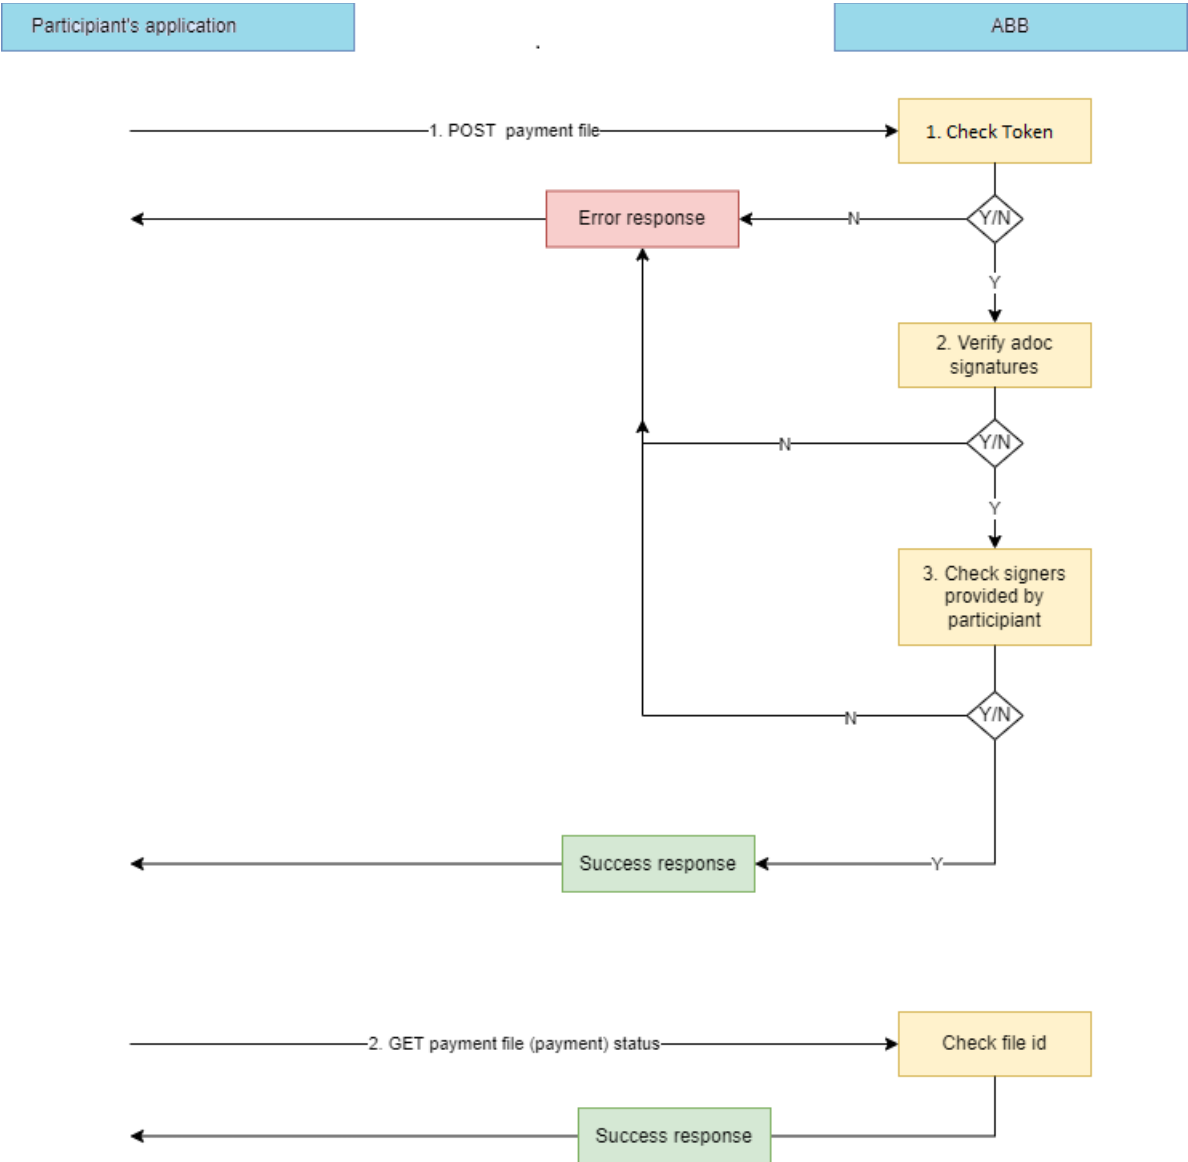 Participiant's application
ABB
.
1. POST  payment file
1. Check Token
Error response
N
Y/N
Y
2. Verify adoc
signatures
N
Y/N
Y
3. Check signers
provided by
participiant
N
Y/N
Success response
Y
2. GET payment file (payment) status
Check file id
Success response